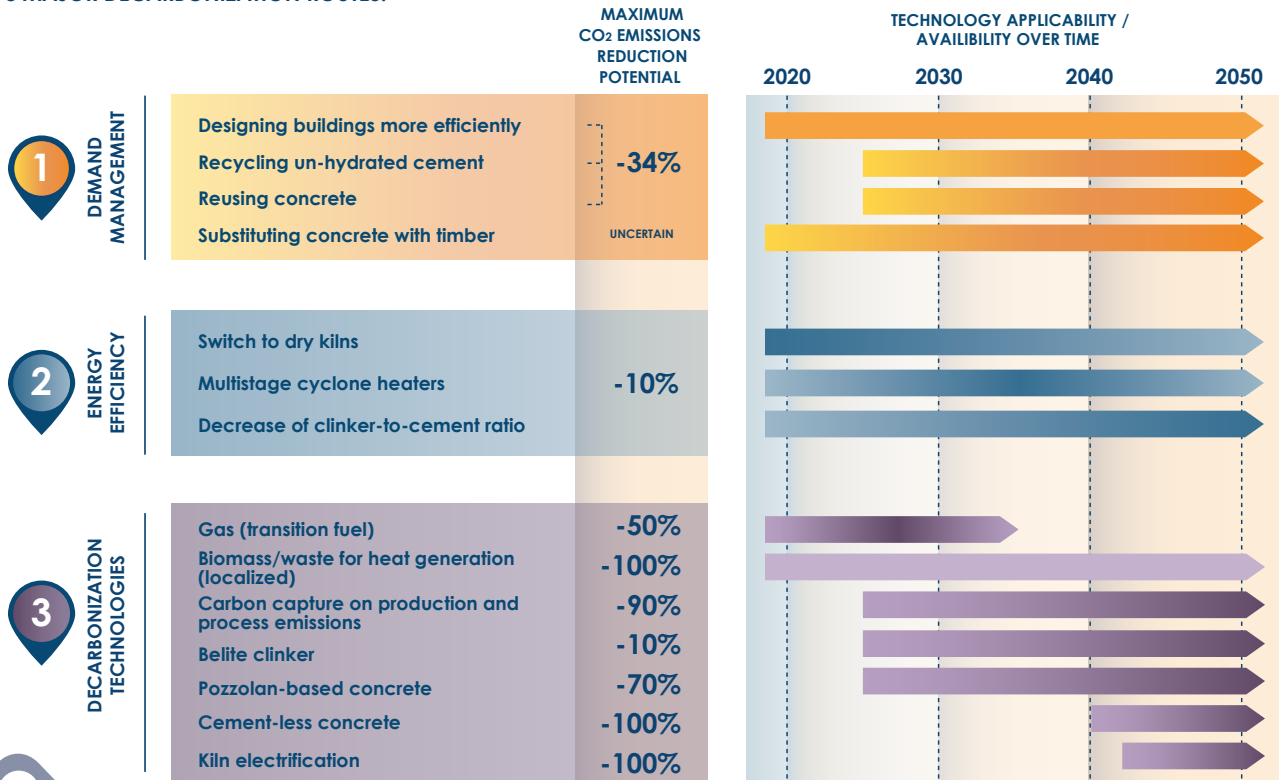 MAXIMUM
CO2 EMISSIONS
REDUCTION
POTENTIAL
TECHNOLOGY APPLICABILITY /
AVAILIBILITY OVER TIME
2020 2030 2040 2050
1
DEMAND
MANAGEMENT
Designing buildings more efficiently
Recycling un-hydrated cement
-34%
Reusing concrete
Substituting concrete with timber
UNCERTAIN
2
ENERGY
EFFICIENCY
Switch to dry kilns
Multistage cyclone heaters
-10%
Decrease of clinker-to-cement ratio
3
DECARBONIZATION
TECHNOLOGIES
Gas (transition fuel)
-50%
Biomass/waste for heat generation
(localized)
-100%
Carbon capture on production and
process emissions
-90%
Belite clinker
-10%
Pozzolan-based concrete
-70%
Cement-less concrete
-100%
Kiln electrification
-100%